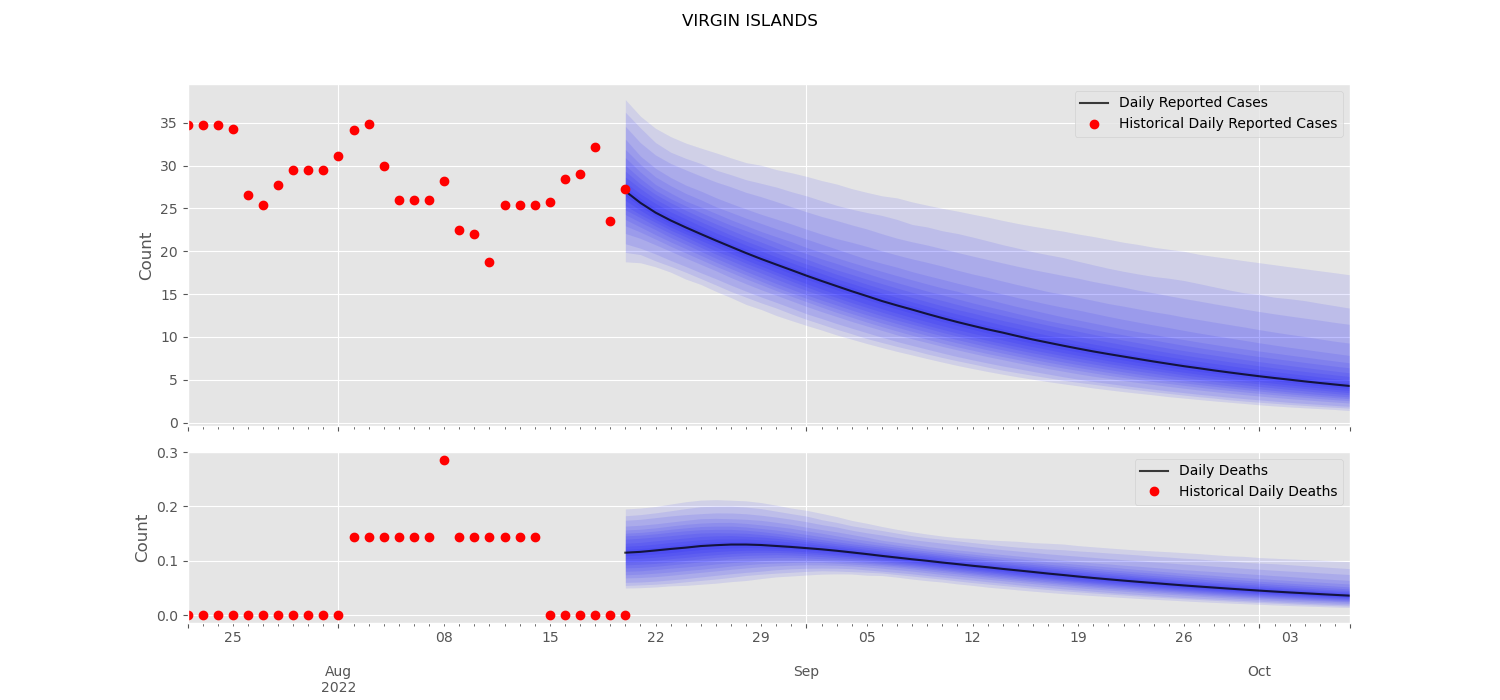 VIRGIN ISLANDS
Daily Reported Cases
Historical Daily Reported Cases
Count
35
30
25
20
15
10
5
0
Daily Deaths
Historical Daily Deaths
Count
0.3
0.2
0.1
0.0
25 08 15 22 29 05 12 19 26 03
Aug Sep Oct
2022